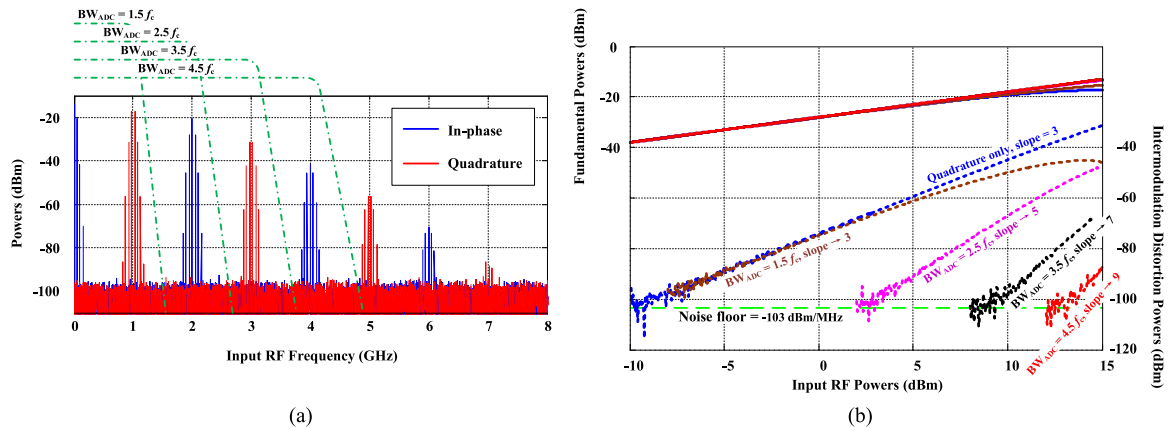 BW_ADC = 1.5 f_c
BW_ADC = 2.5 f_c
BW_ADC = 3.5 f_c
BW_ADC = 4.5 f_c
In-phase
Quadrature
Powers (dBm)
-20
-40
-60
-80
-100
0 1 2 3 4 5 6 7 8
Input RF Frequency (GHz)
(a)
Fundamental Powers (dBm)
0
-20
-40
Quadrature only, slope = 3
BW_ADC = 1.5 f_c, slope → 3
BW_ADC = 2.5 f_c, slope → 5
BW_ADC = 3.5 f_c, slope → 7
BW_ADC = 4.5 f_c, slope → 9
Noise floor = -103 dBm/MHz
Intermodulation Distortion Powers (dBm)
-40
-60
-80
-100
-120
-10 -5 0 5 10 15
Input RF Powers (dBm)
(b)